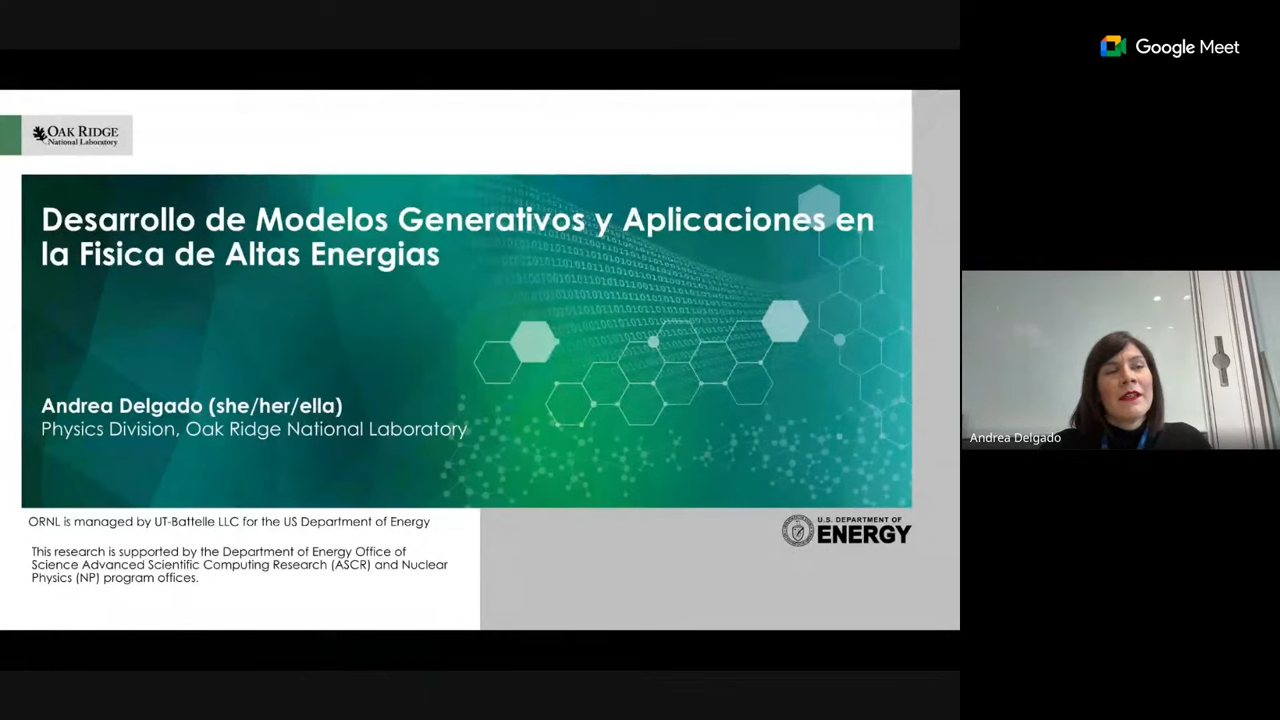 Google Meet
OAK RIDGE
National Laboratory
Desarrollo de Modelos Generativos y Aplicaciones en
la Fisica de Altas Energias
Andrea Delgado (she/her/ella)
Physics Division, Oak Ridge National Laboratory
ORNL is managed by UT-Battelle LLC for the US Department of Energy
This research is supported by the Department of Energy Office of
Science Advanced Scientific Computing Research (ASCR) and Nuclear
Physics (NP) program offices.
U.S. DEPARTMENT OF
ENERGY
Andrea Delgado